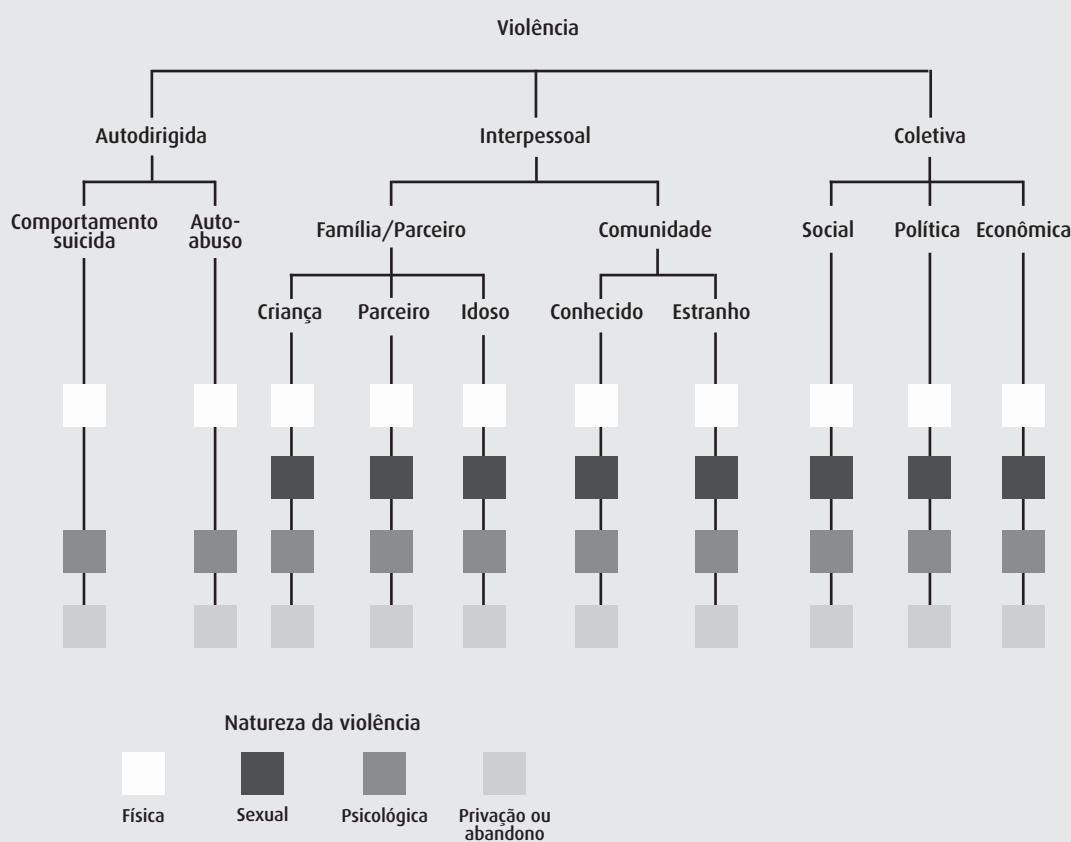 Violência
Autodirigida
Interpessoal
Coletiva
Comportamento
suicida
Auto-
abuso
Família/Parceiro
Comunidade
Social
Política
Econômica
Criança
Parceiro
Idoso
Conhecido
Estranho
Natureza da violência
Física
Sexual
Psicológica
Privação ou
abandono